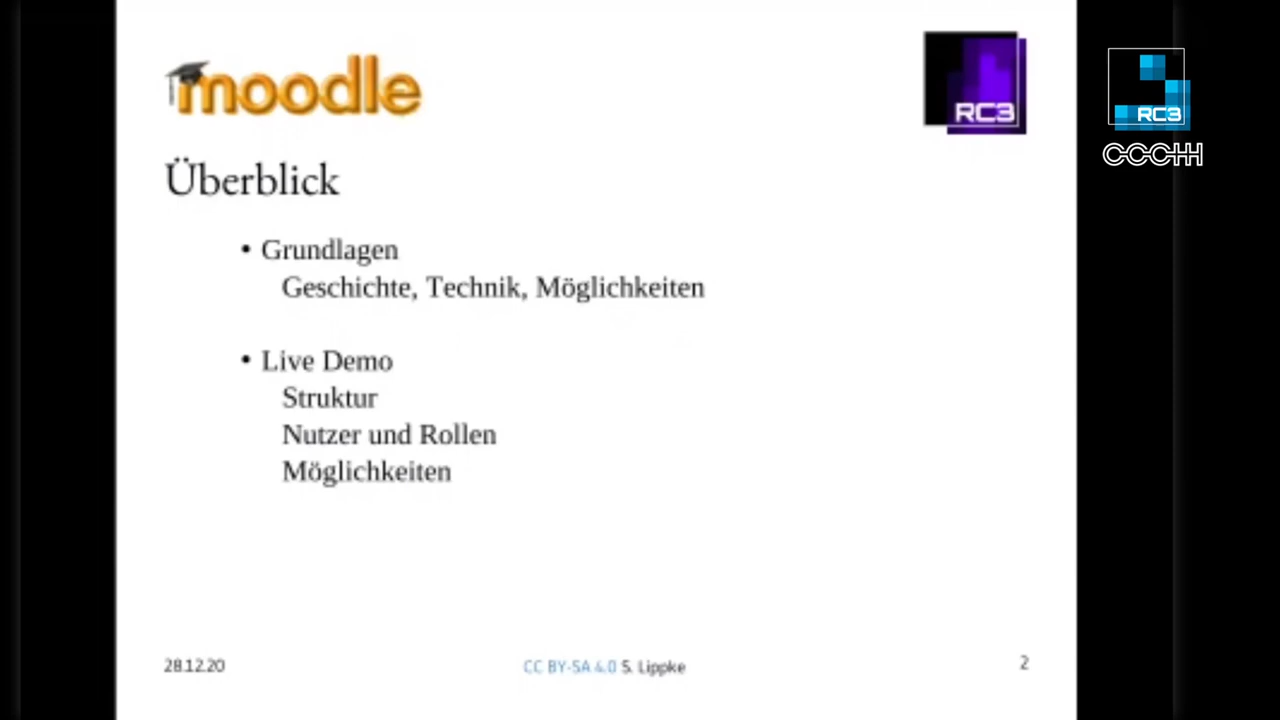 moodle
RC3
RC3
CCCHH
Überblick
• Grundlagen
Geschichte, Technik, Möglichkeiten
• Live Demo
Struktur
Nutzer und Rollen
Möglichkeiten
28.12.20
CC BY-SA 4.0 S. Lippke
2